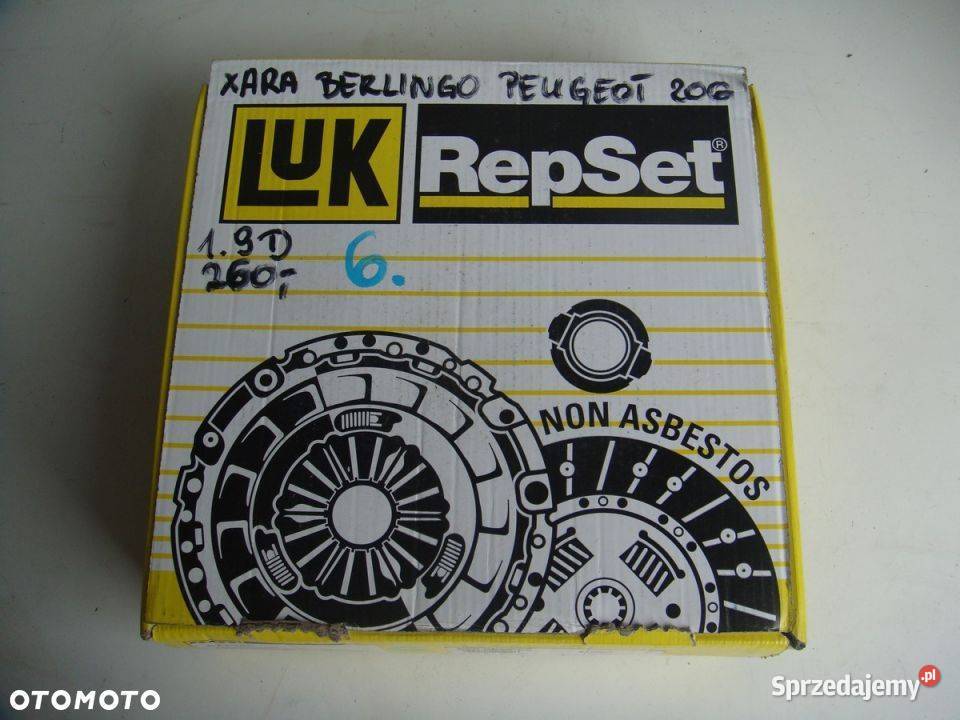 XARA BERLINGO PEUGEOT 206
LuK RepSet®
1.9D
260,-
6.
NON ASBESTOS
OTOMOTO
Sprzedajemy.pl